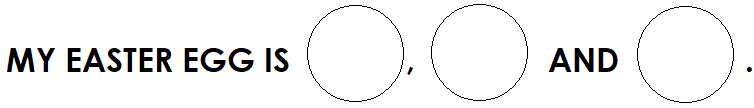 MY EASTER EGG IS , AND .